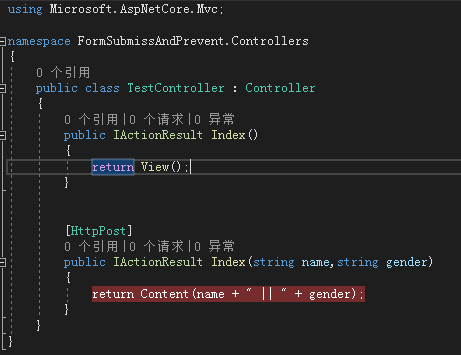 using Microsoft.AspNetCore.Mvc;
namespace FormSubmissAndPrevent.Controllers
{
0 个引用
public class TestController : Controller
{
0 个引用|0 个请求|0 异常
public IActionResult Index()
{
return View();
}
[HttpPost]
0 个引用|0 个请求|0 异常
public IActionResult Index(string name,string gender)
{
return Content(name + " || " + gender);
}
}
}